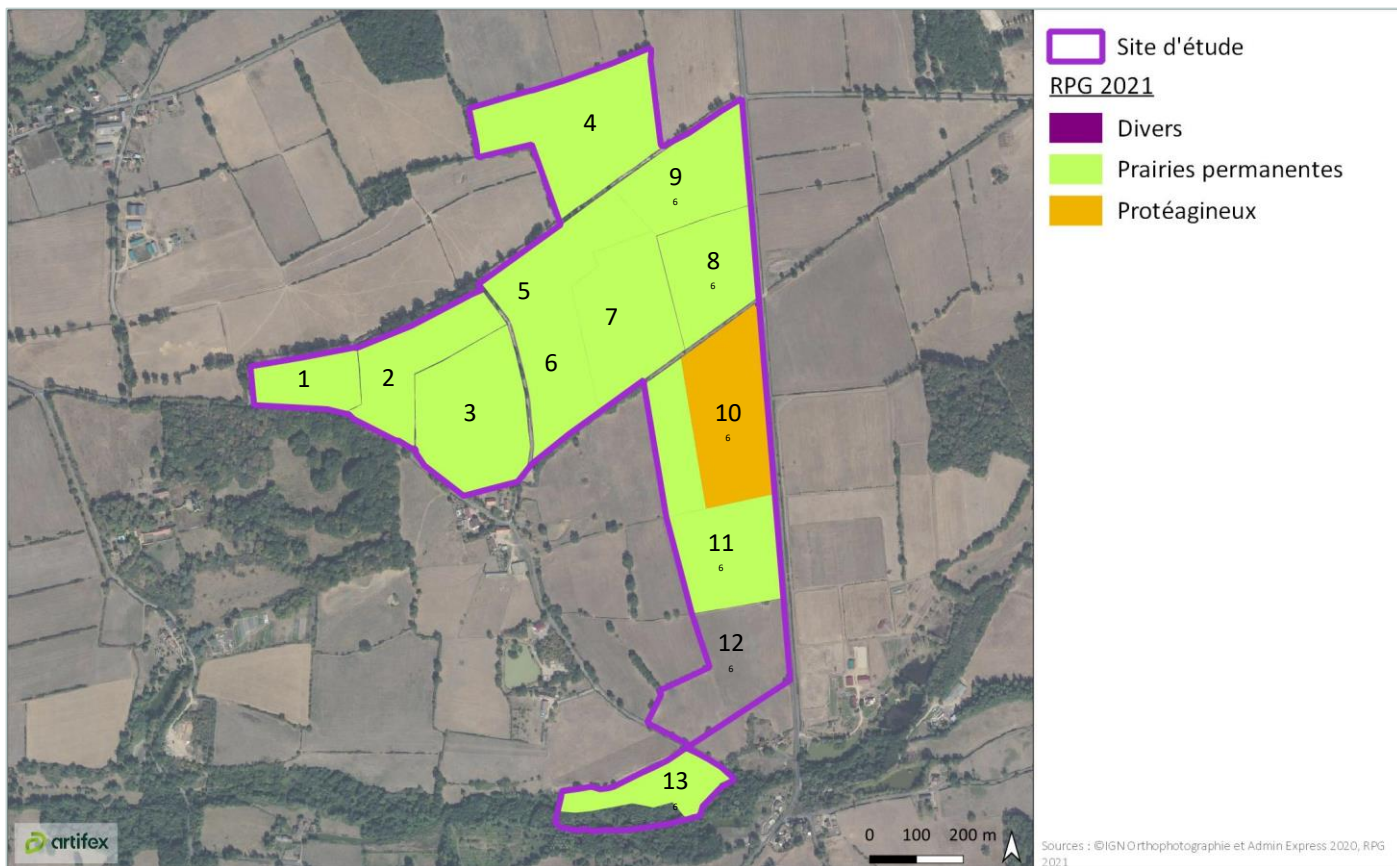 Site d'étude
RPG 2021
Divers
Prairies permanentes
Protéagineux
4
9
6
8
6
5
7
6
1
2
3
10
6
11
6
12
6
13
6
artifex
0 100 200 m
Sources : ©IGN Orthophotographie et Admin Express 2020, RPG
2021